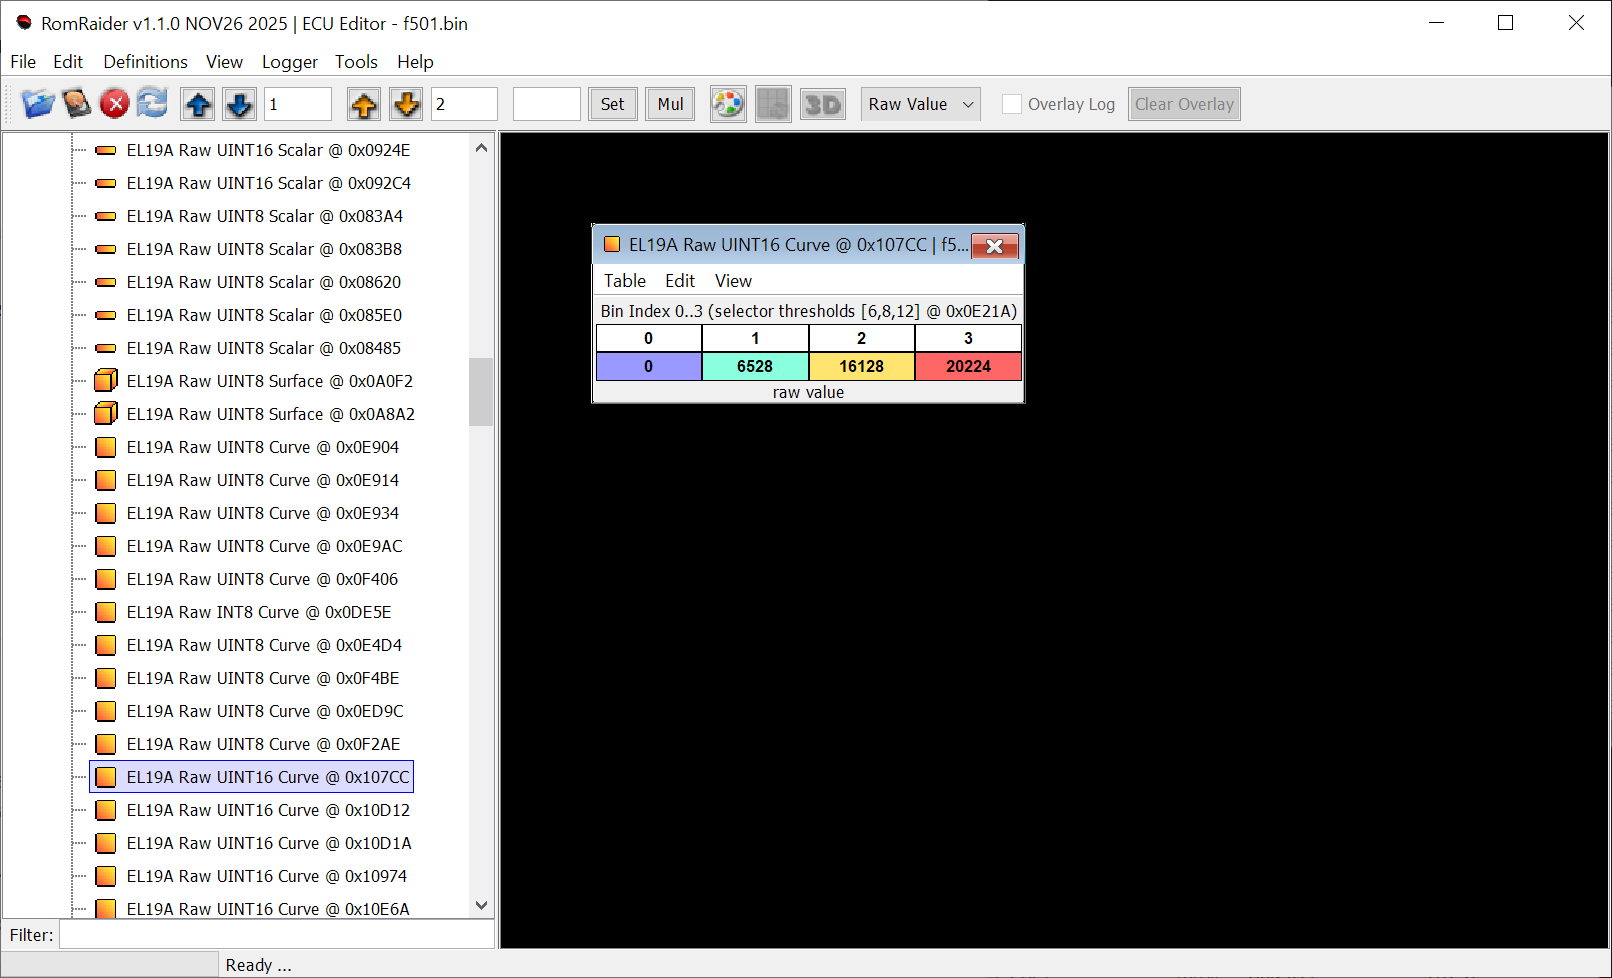 RomRaider v1.1.0 NOV26 2025 | ECU Editor - f501.bin
File Edit Definitions View Logger Tools Help
1 2 Set Mul 3D Raw Value Overlay Log Clear Overlay
EL19A Raw UINT16 Scalar @ 0x0924E
EL19A Raw UINT16 Scalar @ 0x092C4
EL19A Raw UINT8 Scalar @ 0x083A4
EL19A Raw UINT8 Scalar @ 0x083B8
EL19A Raw UINT8 Scalar @ 0x08620
EL19A Raw UINT8 Scalar @ 0x085E0
EL19A Raw UINT8 Scalar @ 0x08485
EL19A Raw UINT8 Surface @ 0x0A0F2
EL19A Raw UINT8 Surface @ 0x0A8A2
EL19A Raw UINT8 Curve @ 0x0E904
EL19A Raw UINT8 Curve @ 0x0E914
EL19A Raw UINT8 Curve @ 0x0E934
EL19A Raw UINT8 Curve @ 0x0E9AC
EL19A Raw UINT8 Curve @ 0x0F406
EL19A Raw INT8 Curve @ 0x0DE5E
EL19A Raw UINT8 Curve @ 0x0E4D4
EL19A Raw UINT8 Curve @ 0x0F4BE
EL19A Raw UINT8 Curve @ 0x0ED9C
EL19A Raw UINT8 Curve @ 0x0F2AE
EL19A Raw UINT16 Curve @ 0x107CC
EL19A Raw UINT16 Curve @ 0x10D12
EL19A Raw UINT16 Curve @ 0x10D1A
EL19A Raw UINT16 Curve @ 0x10974
EL19A Raw UINT16 Curve @ 0x10E6A
Filter:
Ready ...
EL19A Raw UINT16 Curve @ 0x107CC | f5...
Table Edit View
Bin Index 0..3 (selector thresholds [6,8,12] @ 0x0E21A)
0 1 2 3
0 6528 16128 20224
raw value